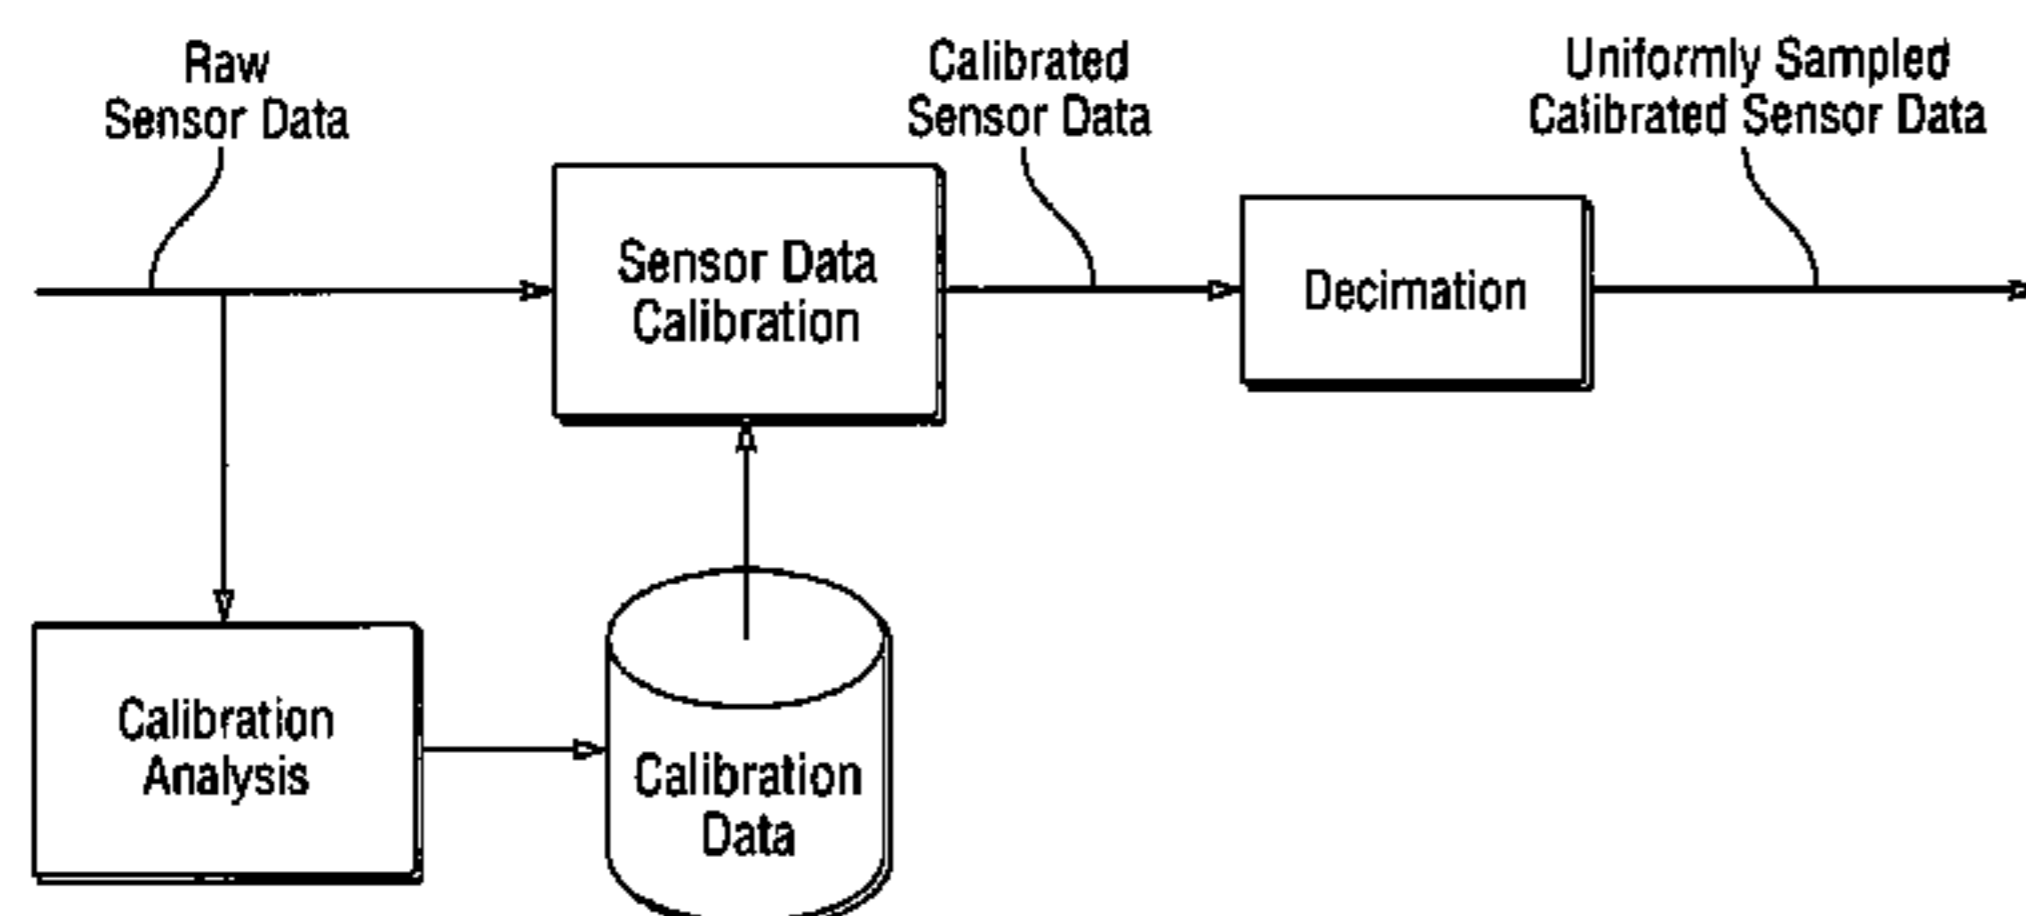 Raw
Sensor Data
Calibrated
Sensor Data
Uniformly Sampled
Calibrated Sensor Data
Sensor Data
Calibration
Decimation
Calibration
Analysis
Calibration
Data